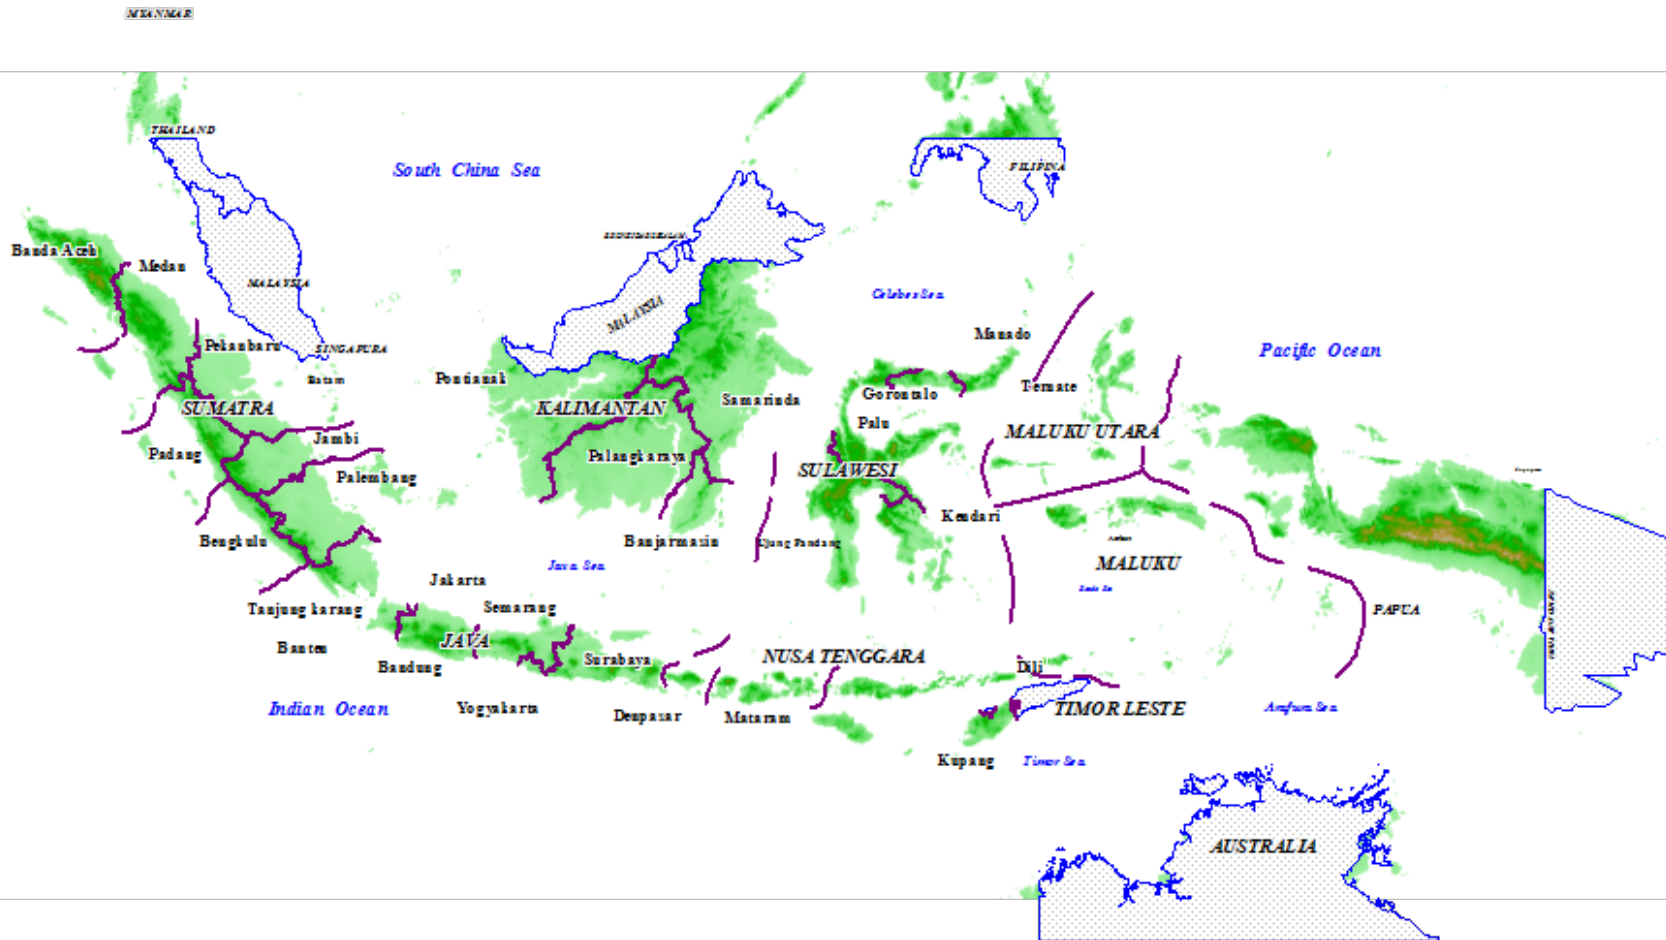 MYANMAR
THAILAND
South China Sea
PILIPINA
Banda Aceh
Medan
MALAYSIA
MALAYSIA
Celebes Sea
Manado
Pekanbaru
SINGAPURA
Pacific Ocean
Batam
Pontianak
Ternate
Gorontalo
Samarinda
SUMATRA
KALIMANTAN
Palu
MALUKU UTARA
Jambi
Padang
Palangkaraya
SULAWESI
Palembang
Kendari
Bengkulu
Banjarmasin
Ujung Pandang
Java Sea
MALUKU
Jakarta
Tanjung karang
Semarang
PAPUA
Banten
JAVA
Bandung
Surabaya
NUSA TENGGARA
Dili
Indian Ocean
Yogyakarta
Denpasar
Mataram
TIMOR LESTE
Arafura Sea
Kupang
Timor Sea
AUSTRALIA